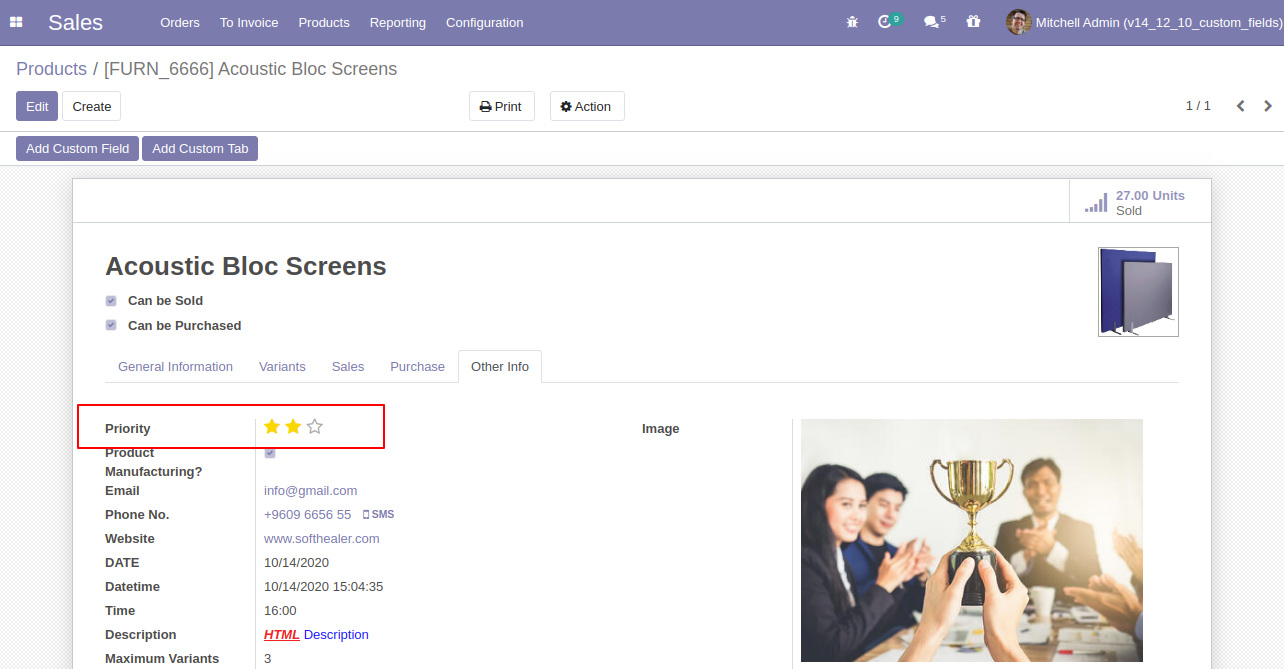 Sales Orders To Invoice Products Reporting Configuration 9 5 Mitchell Admin (v14_12_10_custom_fields)
Products / [FURN_6666] Acoustic Bloc Screens
Edit Create Print Action 1 / 1
Add Custom Field Add Custom Tab
27.00 Units
Sold
Acoustic Bloc Screens
Can be Sold
Can be Purchased
General Information Variants Sales Purchase Other Info
Priority Image
Product
Manufacturing?
Email info@gmail.com
Phone No. +9609 6656 55 SMS
Website www.softhealer.com
DATE 10/14/2020
Datetime 10/14/2020 15:04:35
Time 16:00
Description HTML Description
Maximum Variants 3